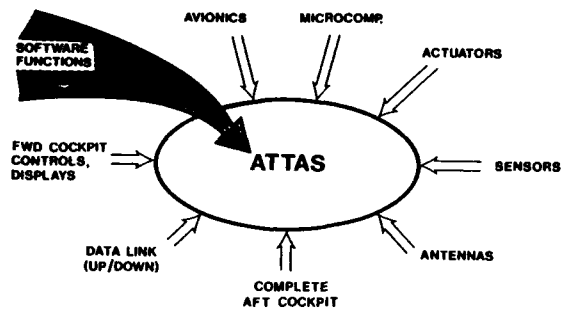 AVIONICS
MICROCOMP.
SOFTWARE
FUNCTIONS
ACTUATORS
FWD COCKPIT
CONTROLS,
DISPLAYS
ATTAS
SENSORS
DATA LINK
(UP/DOWN)
ANTENNAS
COMPLETE
AFT COCKPIT